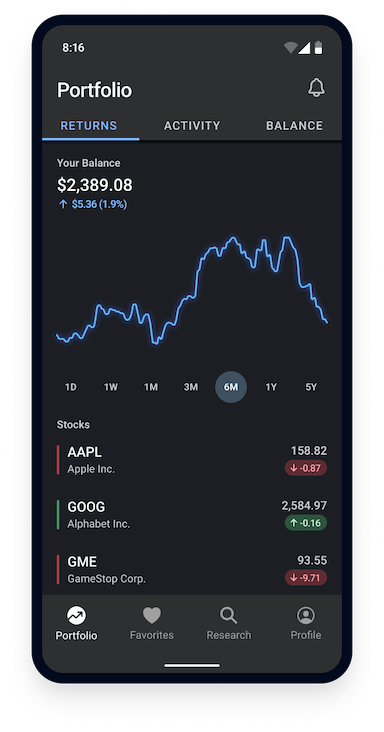 8:16
Portfolio
RETURNS ACTIVITY BALANCE
Your Balance
$2,389.08
↑ $5.36 (1.9%)
1D 1W 1M 3M 6M 1Y 5Y
Stocks
AAPL 158.82
Apple Inc. ↓ -0.87
GOOG 2,584.97
Alphabet Inc. ↑ -0.16
GME 93.55
GameStop Corp. ↓ -9.71
Portfolio Favorites Research Profile